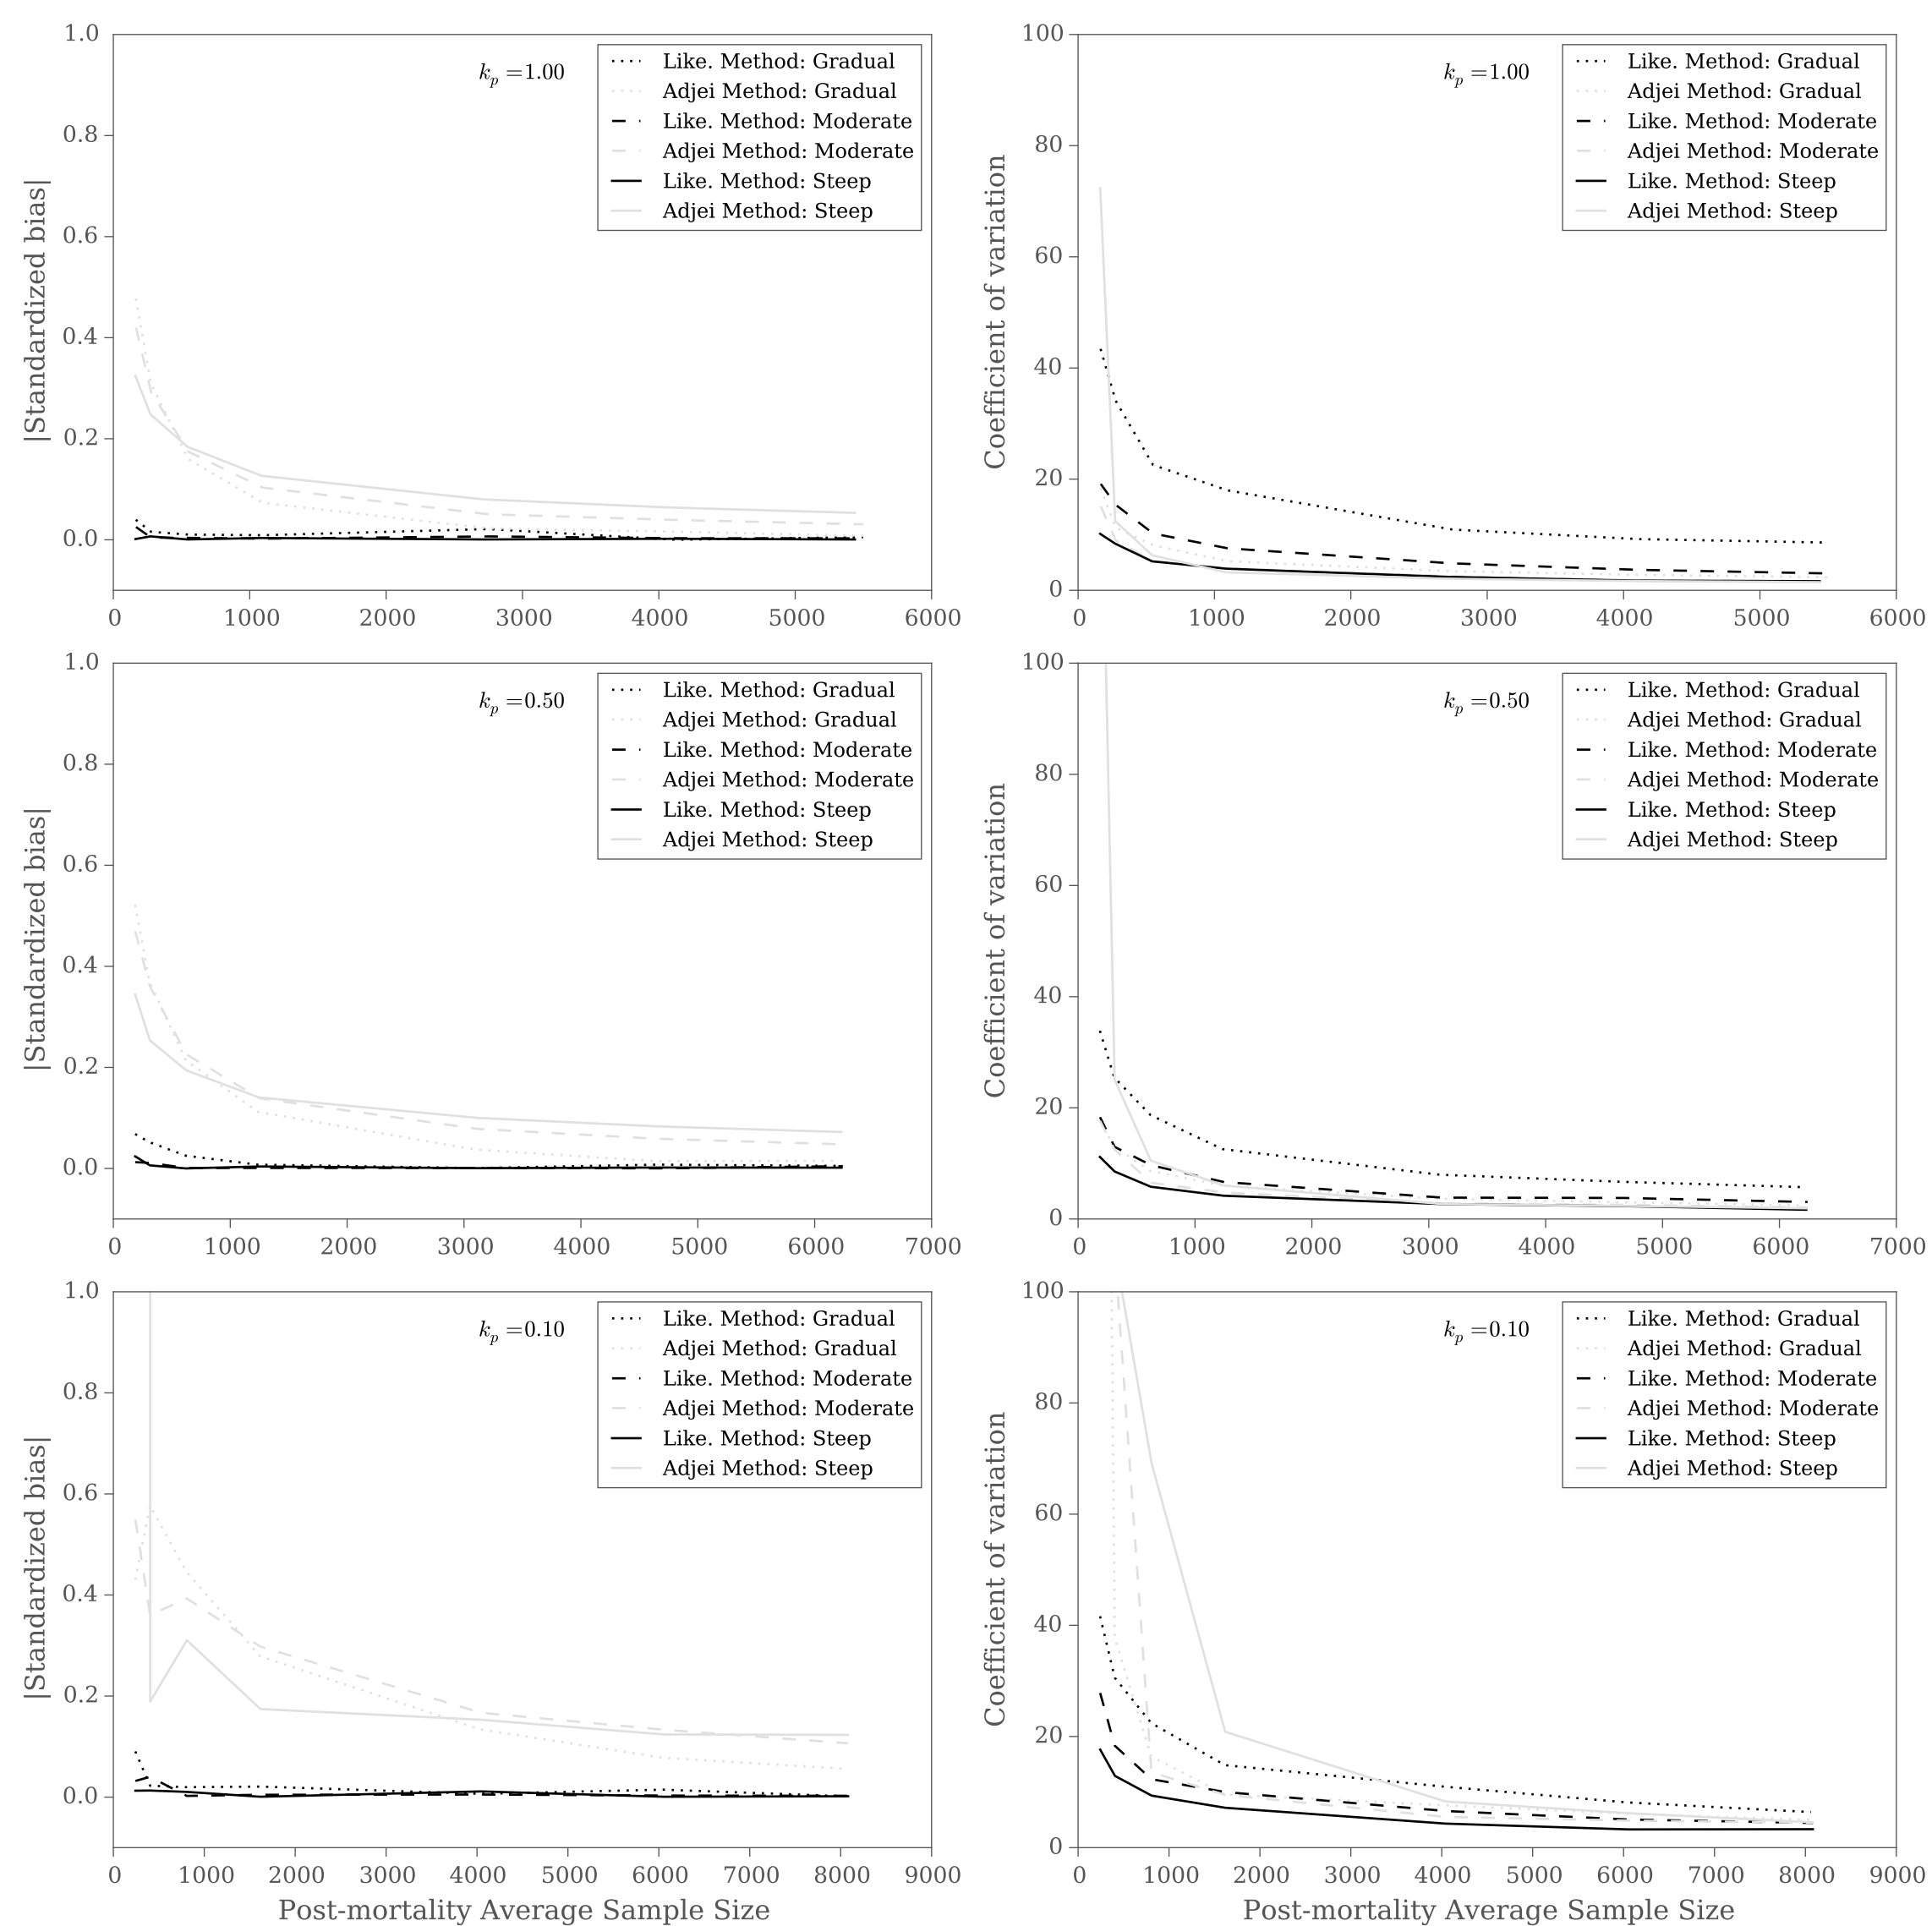 |Standardized bias|
1.0
0.8
0.6
0.4
0.2
0.0
k_p =1.00
Like. Method: Gradual
Adjei Method: Gradual
Like. Method: Moderate
Adjei Method: Moderate
Like. Method: Steep
Adjei Method: Steep
0 1000 2000 3000 4000 5000 6000
Coefficient of variation
100
80
60
40
20
0
k_p =1.00
Like. Method: Gradual
Adjei Method: Gradual
Like. Method: Moderate
Adjei Method: Moderate
Like. Method: Steep
Adjei Method: Steep
0 1000 2000 3000 4000 5000 6000
|Standardized bias|
1.0
0.8
0.6
0.4
0.2
0.0
k_p =0.50
Like. Method: Gradual
Adjei Method: Gradual
Like. Method: Moderate
Adjei Method: Moderate
Like. Method: Steep
Adjei Method: Steep
0 1000 2000 3000 4000 5000 6000 7000
Coefficient of variation
100
80
60
40
20
0
k_p =0.50
Like. Method: Gradual
Adjei Method: Gradual
Like. Method: Moderate
Adjei Method: Moderate
Like. Method: Steep
Adjei Method: Steep
0 1000 2000 3000 4000 5000 6000 7000
|Standardized bias|
1.0
0.8
0.6
0.4
0.2
0.0
k_p =0.10
Like. Method: Gradual
Adjei Method: Gradual
Like. Method: Moderate
Adjei Method: Moderate
Like. Method: Steep
Adjei Method: Steep
0 1000 2000 3000 4000 5000 6000 7000 8000 9000
Post-mortality Average Sample Size
Coefficient of variation
100
80
60
40
20
0
k_p =0.10
Like. Method: Gradual
Adjei Method: Gradual
Like. Method: Moderate
Adjei Method: Moderate
Like. Method: Steep
Adjei Method: Steep
0 1000 2000 3000 4000 5000 6000 7000 8000 9000
Post-mortality Average Sample Size